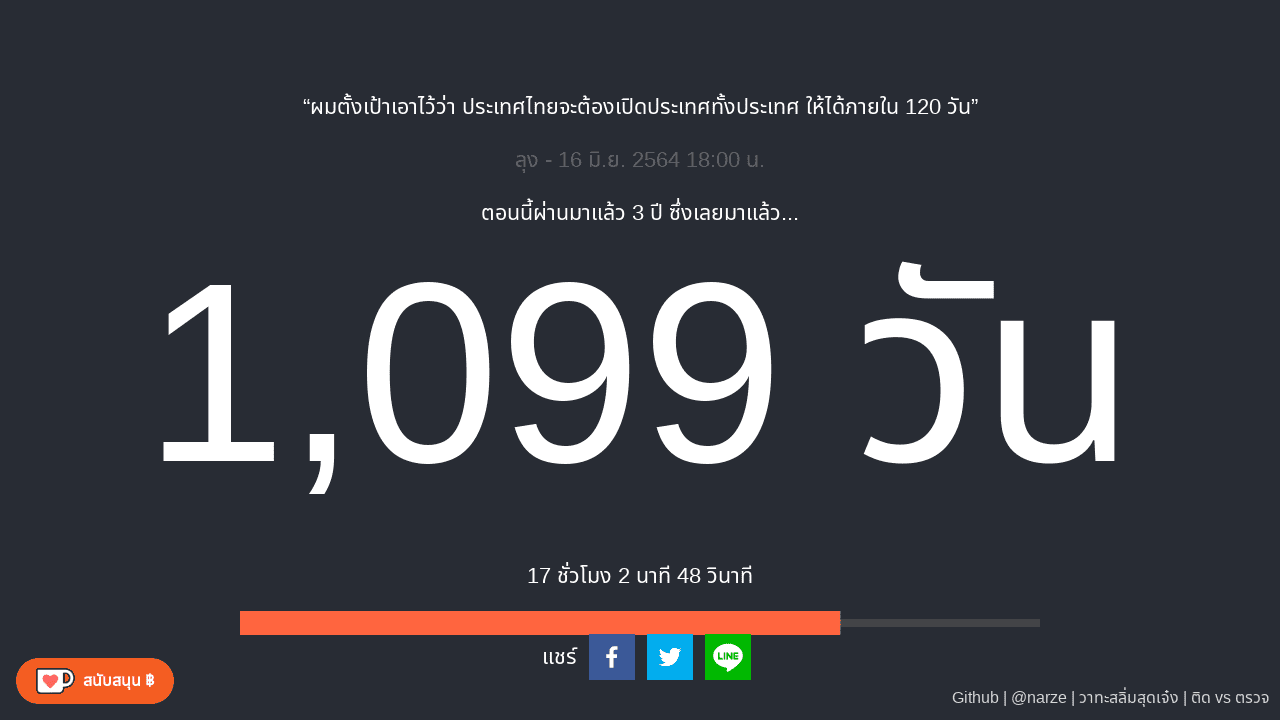 “ผมตั้งเป้าเอาไว้ว่า ประเทศไทยจะต้องเปิดประเทศทั้งประเทศ ให้ได้ภายใน 120 วัน”
ลุง - 16 มิ.ย. 2564 18:00 น.
ตอนนี้ผ่านมาแล้ว 3 ปี ซึ่งเลยมาแล้ว...
1,099 วัน
17 ชั่วโมง 2 นาที 48 วินาที
แชร์
LINE
สนับสนุน ฿
Github | @narze | วาทะสลิ่มสุดเจ๋ง | ติด vs ตรวจ